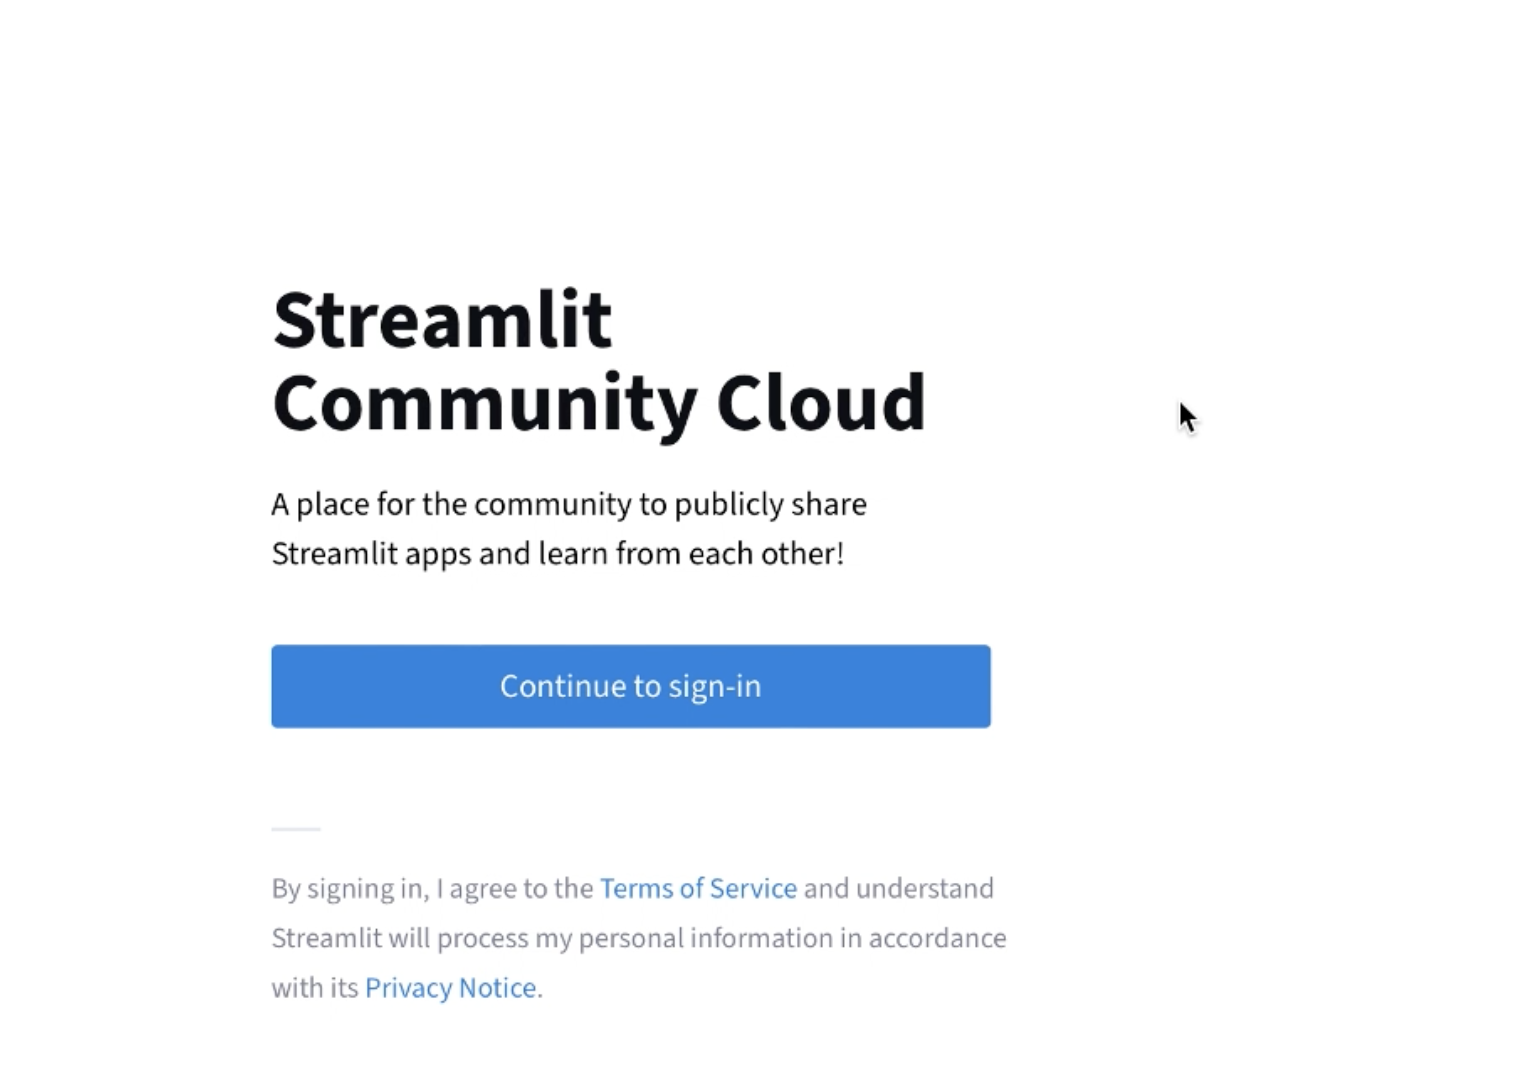 Streamlit
Community Cloud
A place for the community to publicly share
Streamlit apps and learn from each other!
Continue to sign-in
By signing in, I agree to the Terms of Service and understand
Streamlit will process my personal information in accordance
with its Privacy Notice.